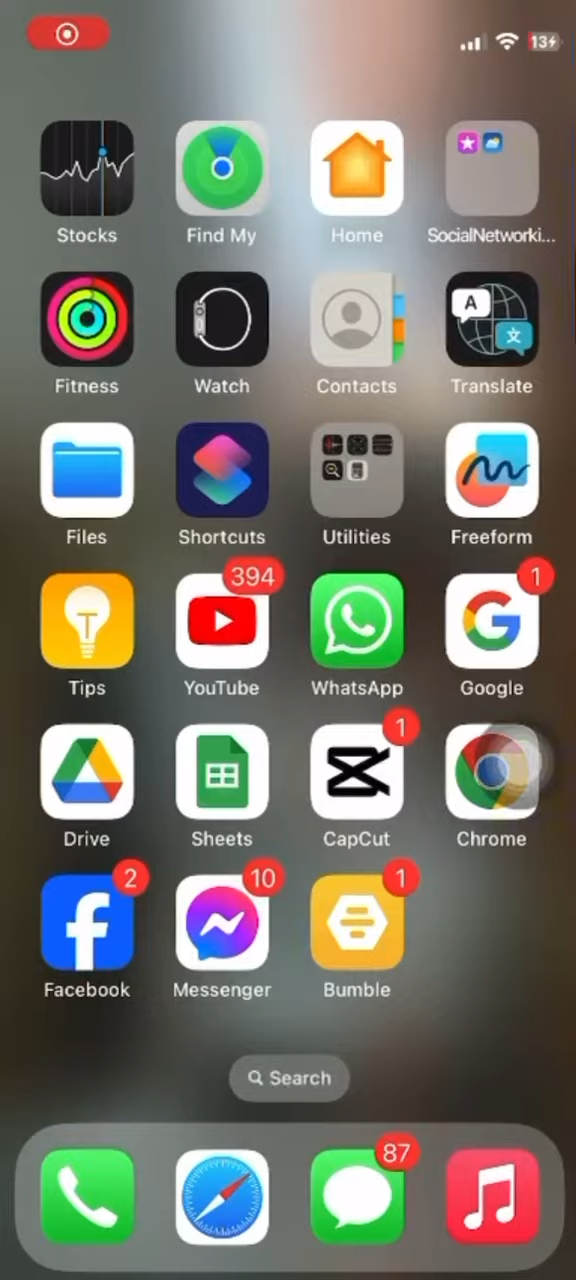 13
Stocks
Find My
Home
SocialNetworki...
Fitness
Watch
Contacts
A
文
Translate
Files
Shortcuts
Utilities
Freeform
T
Tips
394
YouTube
WhatsApp
1
G
Google
Drive
Sheets
1
CapCut
Chrome
2
f
Facebook
10
Messenger
1
Bumble
Search
87